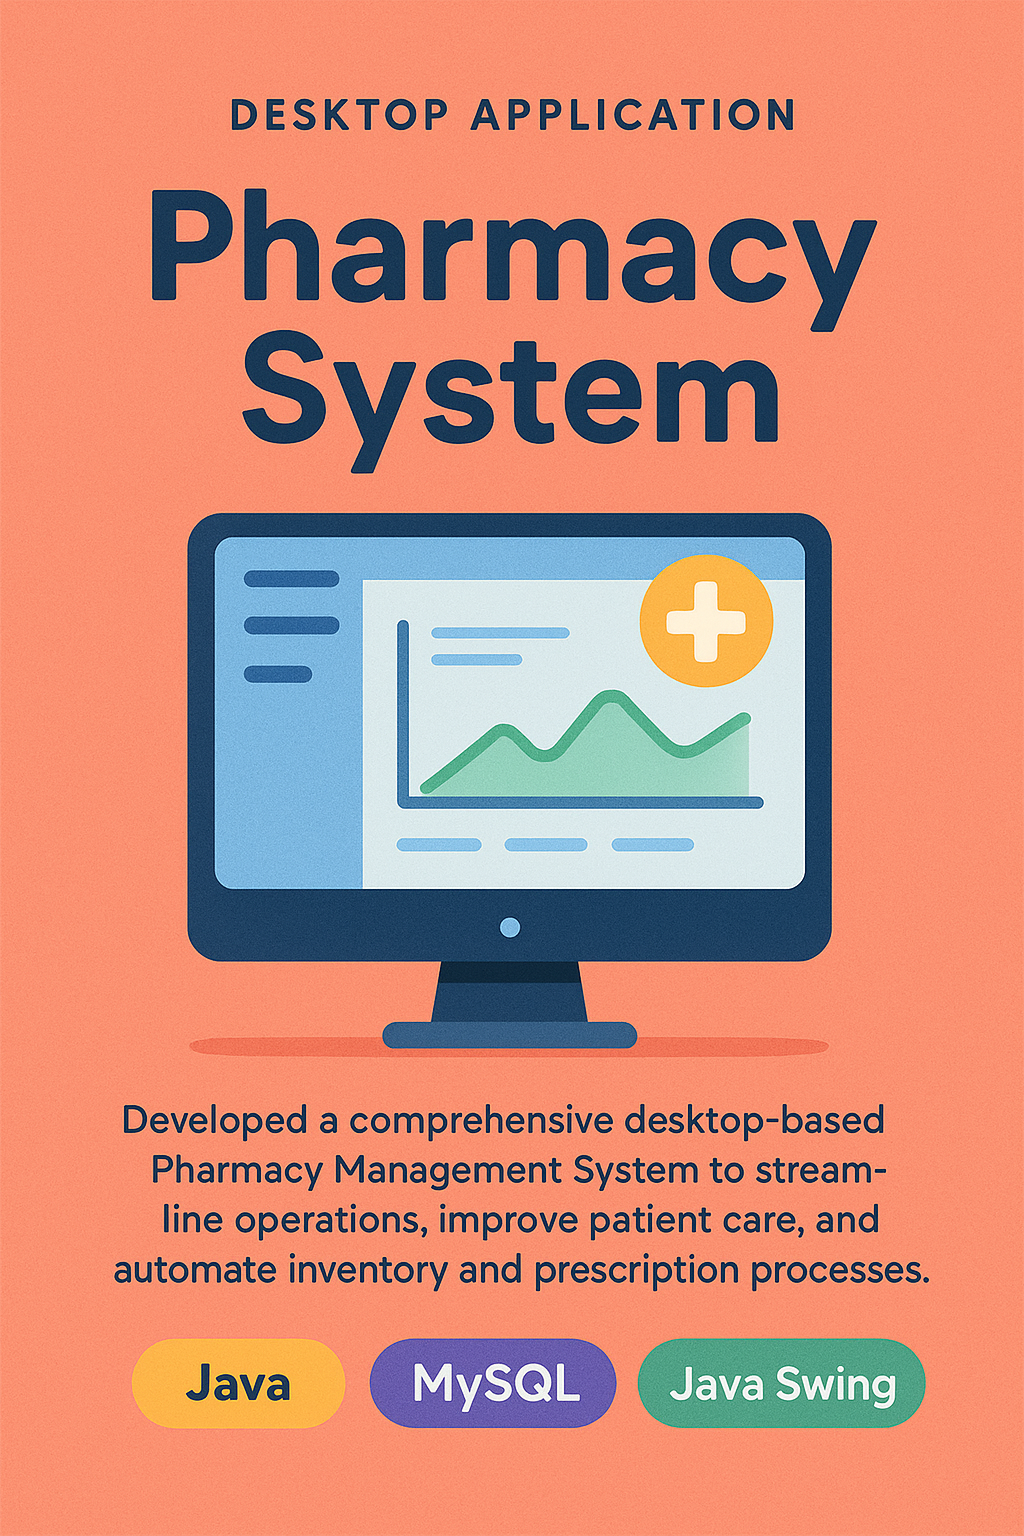 DESKTOP APPLICATION
Pharmacy
System
Developed a comprehensive desktop-based
Pharmacy Management System to stream-
line operations, improve patient care, and
automate inventory and prescription processes.
Java
MySQL
Java Swing